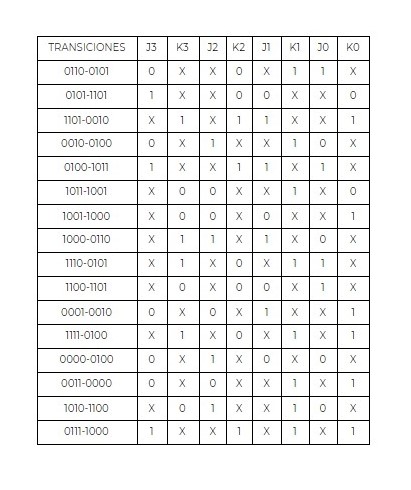 TRANSICIONES J3 K3 J2 K2 J1 K1 J0 K0
0110-0101 0 X X 0 X 1 1 X
0101-1101 1 X X 0 0 X X 0
1101-0010 X 1 X 1 1 X X 1
0010-0100 0 X 1 X X 1 0 X
0100-1011 1 X X 1 1 X 1 X
1011-1001 X 0 0 X X 1 X 0
1001-1000 X 0 0 X 0 X X 1
1000-0110 X 1 1 X 1 X 0 X
1110-0101 X 1 X 0 X 1 1 X
1100-1101 X 0 X 0 0 X 1 X
0001-0010 0 X 0 X 1 X X 1
1111-0100 X 1 X 0 X 1 X 1
0000-0100 0 X 1 X 0 X 0 X
0011-0000 0 X 0 X X 1 X 1
1010-1100 X 0 1 X X 1 0 X
0111-1000 1 X X 1 X 1 X 1